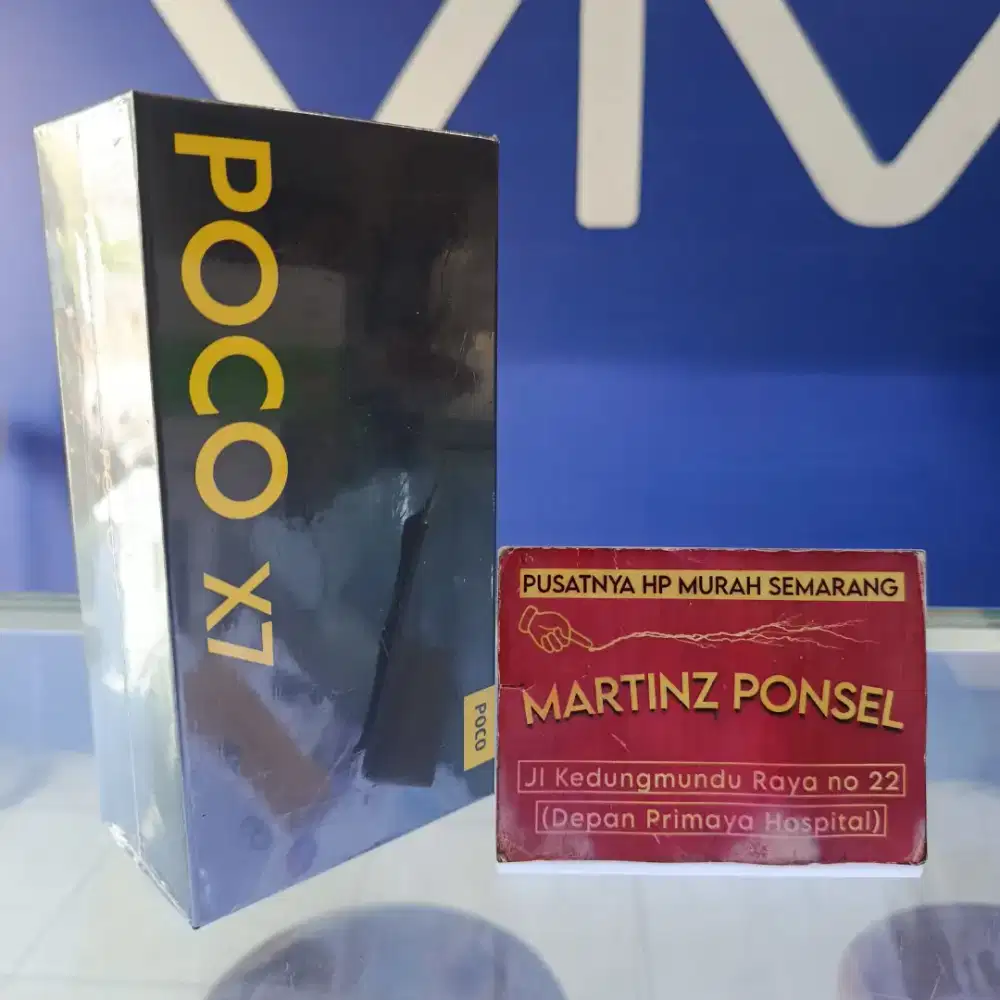 POCO X7
POCO
PUSATNYA HP MURAH SEMARANG
MARTINZ PONSEL
Jl Kedungmundu Raya no 22
(Depan Primaya Hospital)